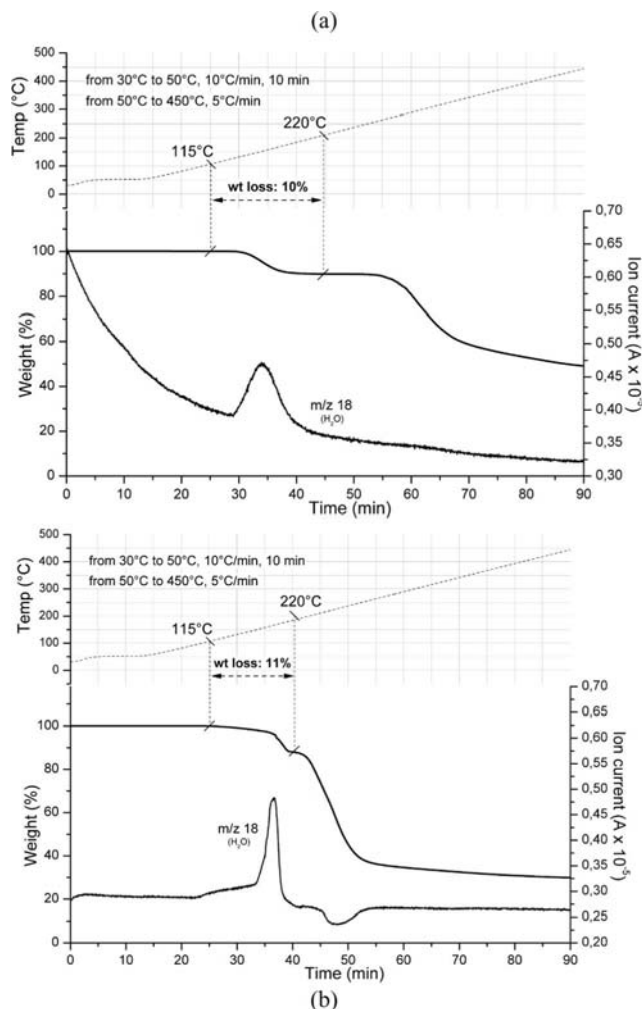 (a)
500
400
300
200
100
0
Temp (°C)
from 30°C to 50°C, 10°C/min, 10 min
from 50°C to 450°C, 5°C/min
115°C
220°C
wt loss: 10%
100
80
60
40
20
0
Weight (%)
0,70
0,65
0,60
0,55
0,50
0,45
0,40
0,35
0,30
Ion current (A x 10
m/z 18
(H₂O)
0 10 20 30 40 50 60 70 80 90
Time (min)
500
400
300
200
100
0
Temp (°C)
from 30°C to 50°C, 10°C/min, 10 min
from 50°C to 450°C, 5°C/min
115°C
220°C
wt loss: 11%
100
80
60
40
20
0
Weight (%)
0,70
0,65
0,60
0,55
0,50
0,45
0,40
0,35
0,30
0,25
0,20
Ion current (A x 10⁻⁵)
m/z 18
(H₂O)
0 10 20 30 40 50 60 70 80 90
Time (min)
(b)